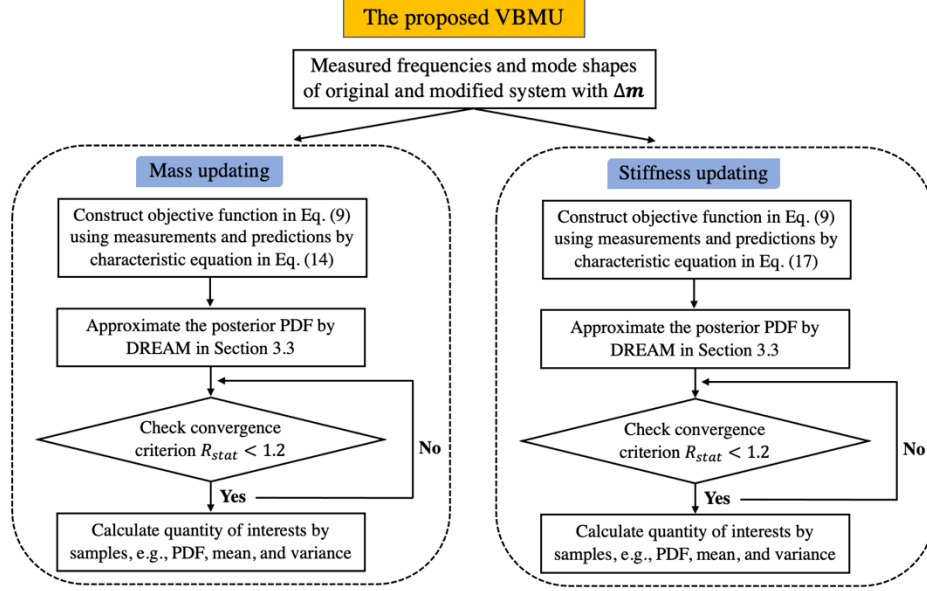 The proposed VBMU
Measured frequencies and mode shapes
of original and modified system with Δm
Mass updating
Construct objective function in Eq. (9)
using measurements and predictions by
characteristic equation in Eq. (14)
Approximate the posterior PDF by
DREAM in Section 3.3
Check convergence
criterion R_stat < 1.2
No
Yes
Calculate quantity of interests by
samples, e.g., PDF, mean, and variance
Stiffness updating
Construct objective function in Eq. (9)
using measurements and predictions by
characteristic equation in Eq. (17)
Approximate the posterior PDF by
DREAM in Section 3.3
Check convergence
criterion R_stat < 1.2
No
Yes
Calculate quantity of interests by
samples, e.g., PDF, mean, and variance